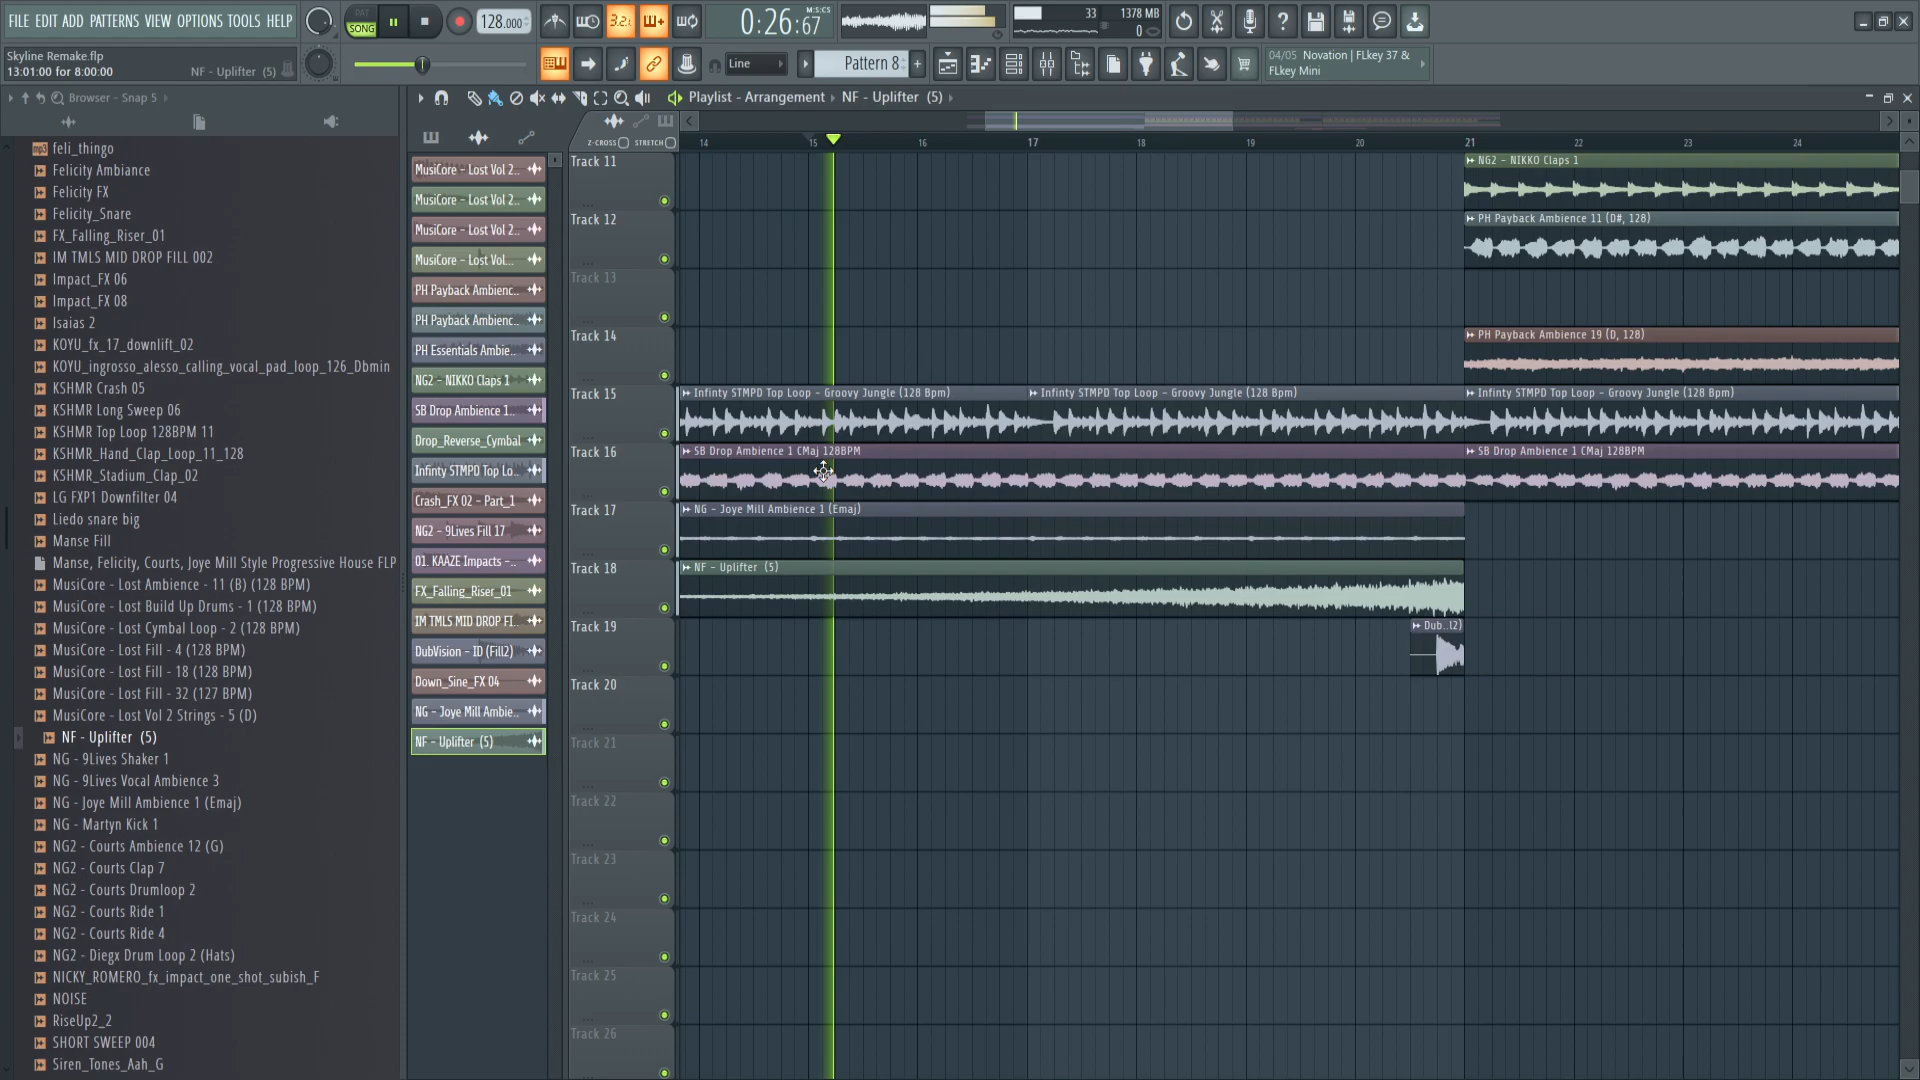 FILE EDIT ADD PATTERNS VIEW OPTIONS TOOLS HELP
PAT
SONG
128.000
3.2.1
0:26:67
M:S:CS
33
1378 MB
0
Skyline Remake.flp
13:01:00 for 8:00:00
NF - Uplifter (5)
Line
Pattern 8
04/05 Novation | FLkey 37 &
FLkey Mini
Browser - Snap 5
Playlist - Arrangement
NF - Uplifter (5)
Z-CROSS
STRETCH
14
15
16
17
18
19
20
21
22
23
24
feli_thingo
Felicity Ambiance
Felicity FX
Felicity_Snare
FX_Falling_Riser_01
IM TMLS MID DROP FILL 002
Impact_FX 06
Impact_FX 08
Isaias 2
KOYU_fx_17_downlift_02
KOYU_ingrosso_alesso_calling_vocal_pad_loop_126_Dbmin
KSHMR Crash 05
KSHMR Long Sweep 06
KSHMR Top Loop 128BPM 11
KSHMR_Hand_Clap_Loop_11_128
KSHMR_Stadium_Clap_02
LG FXP1 Downfilter 04
Liedo snare big
Manse Fill
Manse, Felicity, Courts, Joye Mill Style Progressive House FLP
MusiCore - Lost Ambience - 11 (B) (128 BPM)
MusiCore - Lost Build Up Drums - 1 (128 BPM)
MusiCore - Lost Cymbal Loop - 2 (128 BPM)
MusiCore - Lost Fill - 4 (128 BPM)
MusiCore - Lost Fill - 18 (128 BPM)
MusiCore - Lost Fill - 32 (127 BPM)
MusiCore - Lost Vol 2 Strings - 5 (D)
NF - Uplifter (5)
NG - 9Lives Shaker 1
NG - 9Lives Vocal Ambience 3
NG - Joye Mill Ambience 1 (Emaj)
NG - Martyn Kick 1
NG2 - Courts Ambience 12 (G)
NG2 - Courts Clap 7
NG2 - Courts Drumloop 2
NG2 - Courts Ride 1
NG2 - Courts Ride 4
NG2 - Diegx Drum Loop 2 (Hats)
NICKY_ROMERO_fx_impact_one_shot_subish_F
NOISE
RiseUp2_2
SHORT SWEEP 004
Siren_Tones_Aah_G
MusiCore - Lost Vol 2..
MusiCore - Lost Vol 2..
MusiCore - Lost Vol 2..
MusiCore - Lost Vol...
PH Payback Ambienc..
PH Payback Ambienc..
PH Essentials Ambie..
NG2 - NIKKO Claps 1
SB Drop Ambience 1..
Drop_Reverse_Cymbal
Infinty STMPD Top Lo..
Crash_FX 02 - Part_1
NG2 - 9Lives Fill 17
01. KAAZE Impacts -..
FX_Falling_Riser_01
IM TMLS MID DROP FI..
DubVision - ID (Fill2)
Down_Sine_FX 04
NG - Joye Mill Ambie..
NF - Uplifter (5)
Track 11
NG2 - NIKKO Claps 1
Track 12
PH Payback Ambience 11 (D#, 128)
Track 13
Track 14
PH Payback Ambience 19 (D, 128)
Track 15
Infinty STMPD Top Loop - Groovy Jungle (128 Bpm)
Infinty STMPD Top Loop - Groovy Jungle (128 Bpm)
Infinty STMPD Top Loop - Groovy Jungle (128 Bpm)
Track 16
SB Drop Ambience 1 CMaj 128BPM
SB Drop Ambience 1 CMaj 128BPM
Track 17
NG - Joye Mill Ambience 1 (Emaj)
Track 18
NF - Uplifter (5)
Track 19
Dub..l2)
Track 20
Track 21
Track 22
Track 23
Track 24
Track 25
Track 26